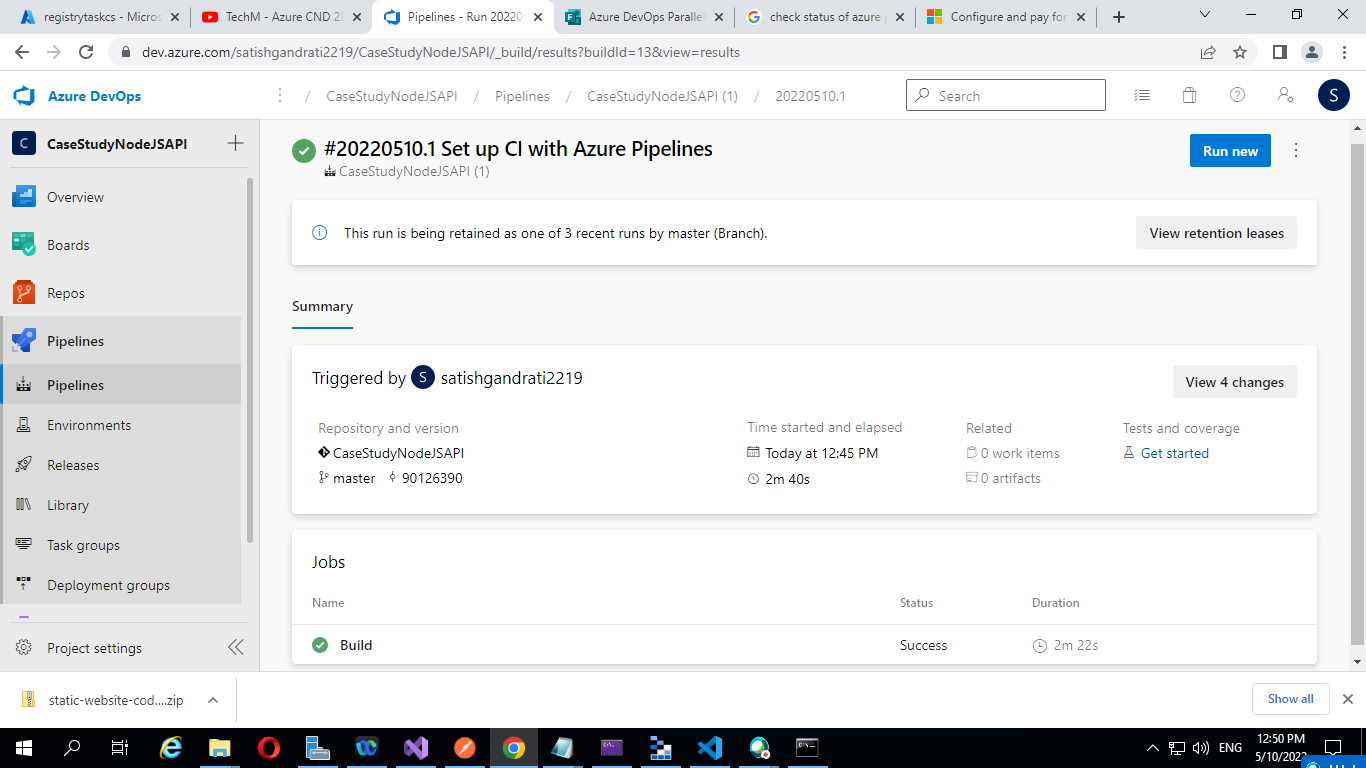 registrytaskcs - Micros
TechM - Azure CND 2
Pipelines - Run 20220
Azure DevOps Parallel
check status of azure p
Configure and pay for
dev.azure.com/satishgandrati2219/CaseStudyNodeJSAPI/_build/results?buildId=13&view=results
Azure DevOps
/ CaseStudyNodeJSAPI / Pipelines / CaseStudyNodeJSAPI (1) / 20220510.1
Search
S
C CaseStudyNodeJSAPI
Overview
Boards
Repos
Pipelines
Pipelines
Environments
Releases
Library
Task groups
Deployment groups
Project settings
#20220510.1 Set up CI with Azure Pipelines
CaseStudyNodeJSAPI (1)
Run new
This run is being retained as one of 3 recent runs by master (Branch).
View retention leases
Summary
Triggered by S satishgandrati2219
View 4 changes
Repository and version
CaseStudyNodeJSAPI
master 90126390
Time started and elapsed
Today at 12:45 PM
2m 40s
Related
0 work items
0 artifacts
Tests and coverage
Get started
Jobs
Name Status Duration
Build Success 2m 22s
static-website-cod....zip
Show all
ENG
12:50 PM